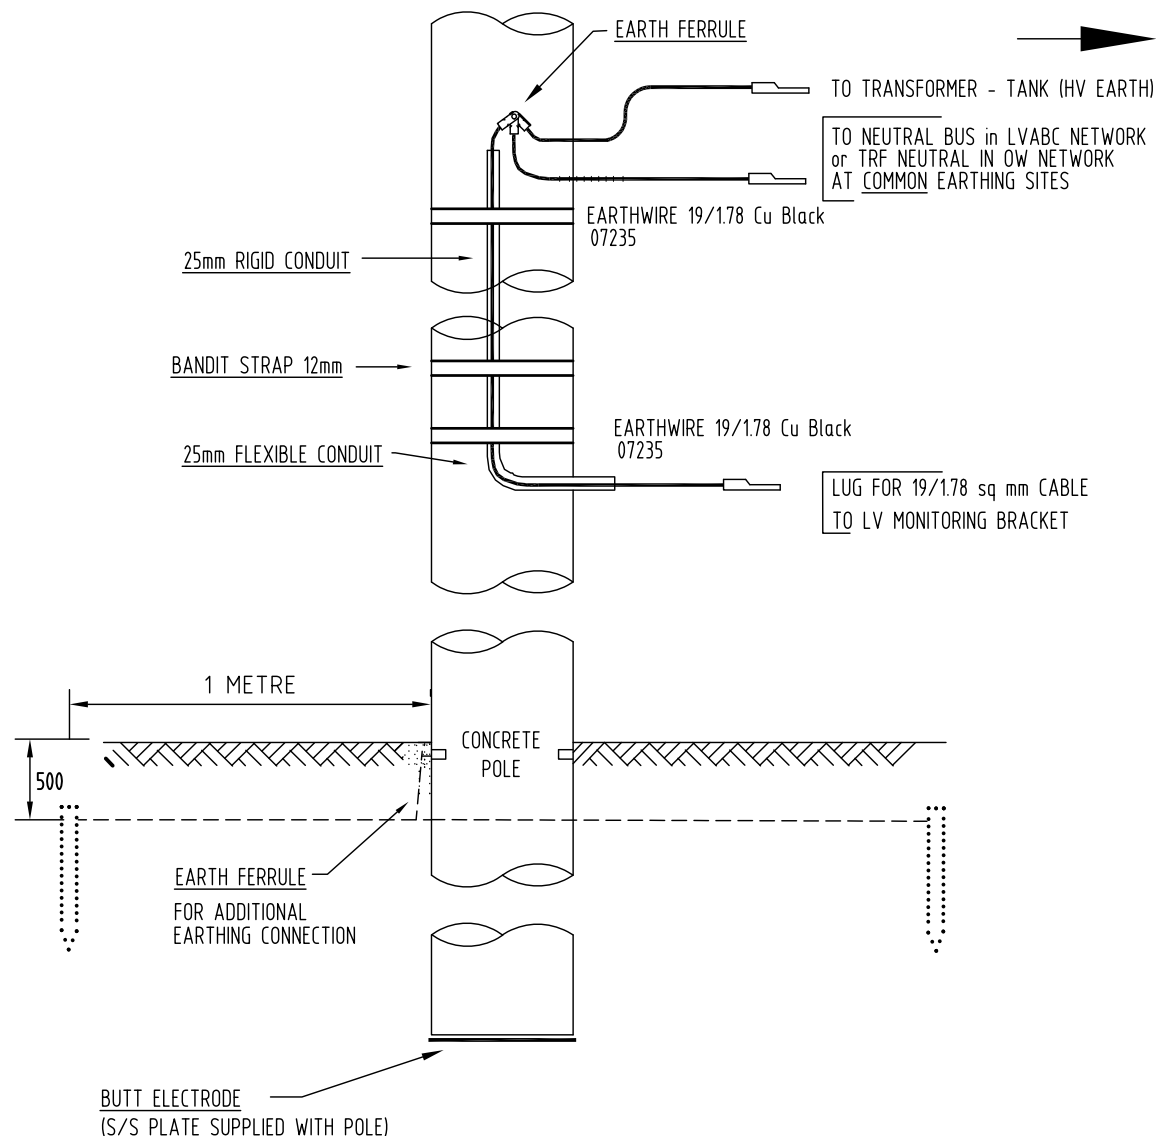 EARTH FERRULE
TO TRANSFORMER - TANK (HV EARTH)
TO NEUTRAL BUS in LVABC NETWORK
or TRF NEUTRAL IN OW NETWORK
AT COMMON EARTHING SITES
EARTHWIRE 19/1.78 Cu Black
07235
25mm RIGID CONDUIT
BANDIT STRAP 12mm
EARTHWIRE 19/1.78 Cu Black
07235
25mm FLEXIBLE CONDUIT
LUG FOR 19/1.78 sq mm CABLE
TO LV MONITORING BRACKET
1 METRE
CONCRETE
POLE
500
EARTH FERRULE
FOR ADDITIONAL
EARTHING CONNECTION
BUTT ELECTRODE
(S/S PLATE SUPPLIED WITH POLE)